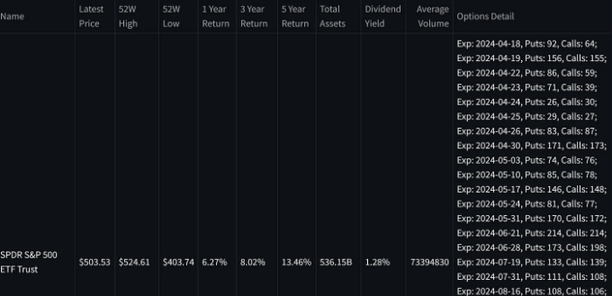 Name
Latest Price
52W High
52W Low
1 Year Return
3 Year Return
5 Year Return
Total Assets
Dividend Yield
Average Volume
Options Detail
SPDR S&P 500
ETF Trust
$503.53
$524.61
$403.74
6.27%
8.02%
13.46%
536.15B
1.28%
73394830
Exp: 2024-04-18, Puts: 92, Calls: 64;
Exp: 2024-04-19, Puts: 156, Calls: 155;
Exp: 2024-04-22, Puts: 86, Calls: 59;
Exp: 2024-04-23, Puts: 71, Calls: 39;
Exp: 2024-04-24, Puts: 26, Calls: 30;
Exp: 2024-04-25, Puts: 29, Calls: 27;
Exp: 2024-04-26, Puts: 83, Calls: 87;
Exp: 2024-04-30, Puts: 171, Calls: 173;
Exp: 2024-05-03, Puts: 74, Calls: 76;
Exp: 2024-05-10, Puts: 85, Calls: 78;
Exp: 2024-05-17, Puts: 146, Calls: 148;
Exp: 2024-05-24, Puts: 81, Calls: 77;
Exp: 2024-05-31, Puts: 170, Calls: 172;
Exp: 2024-06-21, Puts: 214, Calls: 214;
Exp: 2024-06-28, Puts: 173, Calls: 198;
Exp: 2024-07-19, Puts: 133, Calls: 139;
Exp: 2024-07-31, Puts: 111, Calls: 108;
Exp: 2024-08-16, Puts: 108, Calls: 106;